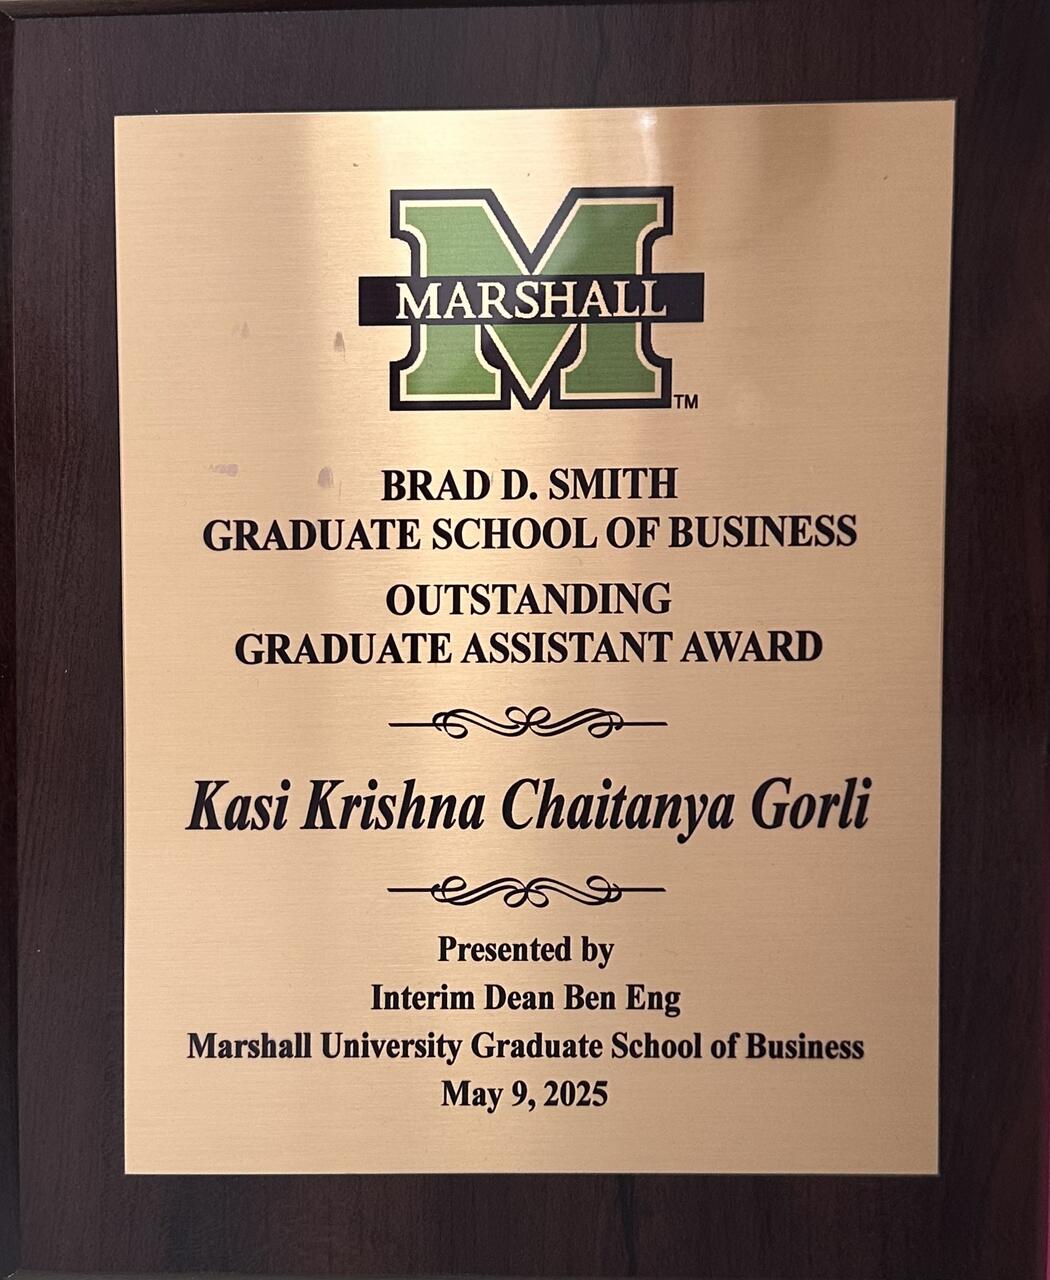 MARSHALL
TM
BRAD D. SMITH
GRADUATE SCHOOL OF BUSINESS
OUTSTANDING
GRADUATE ASSISTANT AWARD
Kasi Krishna Chaitanya Gorli
Presented by
Interim Dean Ben Eng
Marshall University Graduate School of Business
May 9, 2025